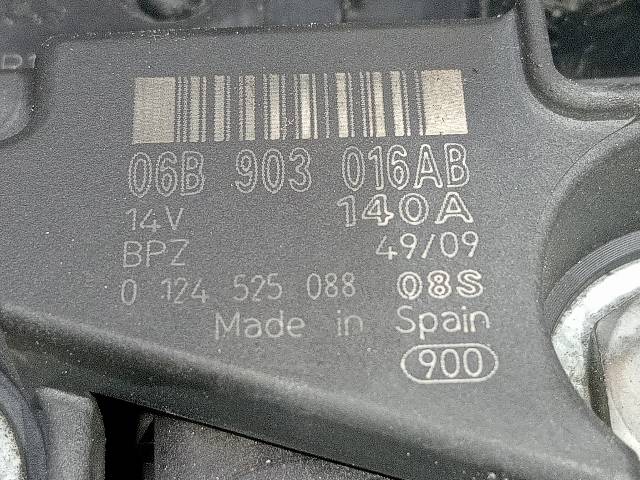 06B 903 016AB
14V 140A
BPZ 49/09
0 124 525 088 08S
Made in Spain
900